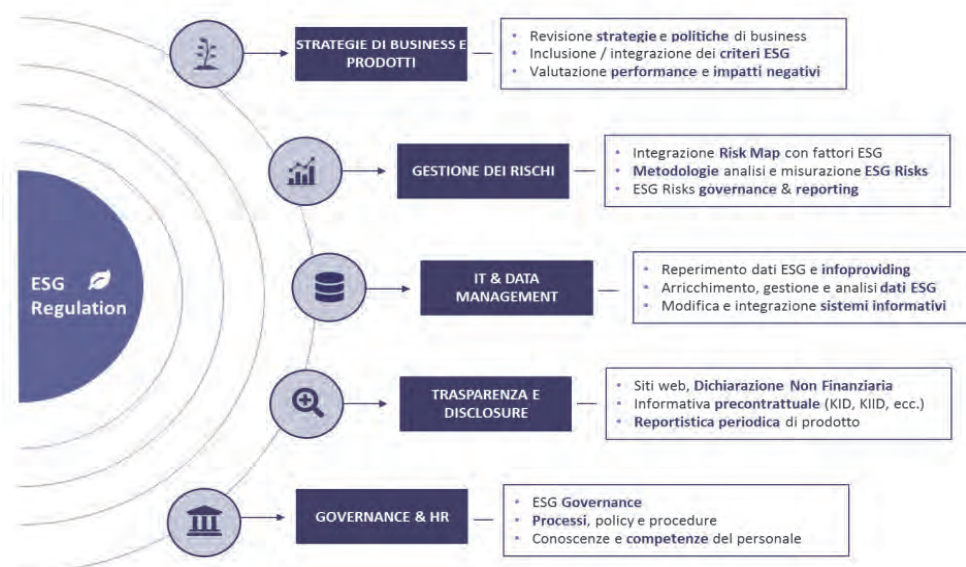 ESG
Regulation
STRATEGIE DI BUSINESS E
PRODOTTI
• Revisione strategie e politiche di business
• Inclusione / integrazione dei criteri ESG
• Valutazione performance e impatti negativi
GESTIONE DEI RISCHI
• Integrazione Risk Map con fattori ESG
• Metodologie analisi e misurazione ESG Risks
• ESG Risks governance & reporting
IT & DATA
MANAGEMENT
• Reperimento dati ESG e infoproviding
• Arricchimento, gestione e analisi dati ESG
• Modifica e integrazione sistemi informativi
TRASPARENZA E
DISCLOSURE
• Siti web, Dichiarazione Non Finanziaria
• Informativa precontrattuale (KID, KIID, ecc.)
• Reportistica periodica di prodotto
GOVERNANCE & HR
• ESG Governance
• Processi, policy e procedure
• Conoscenze e competenze del personale